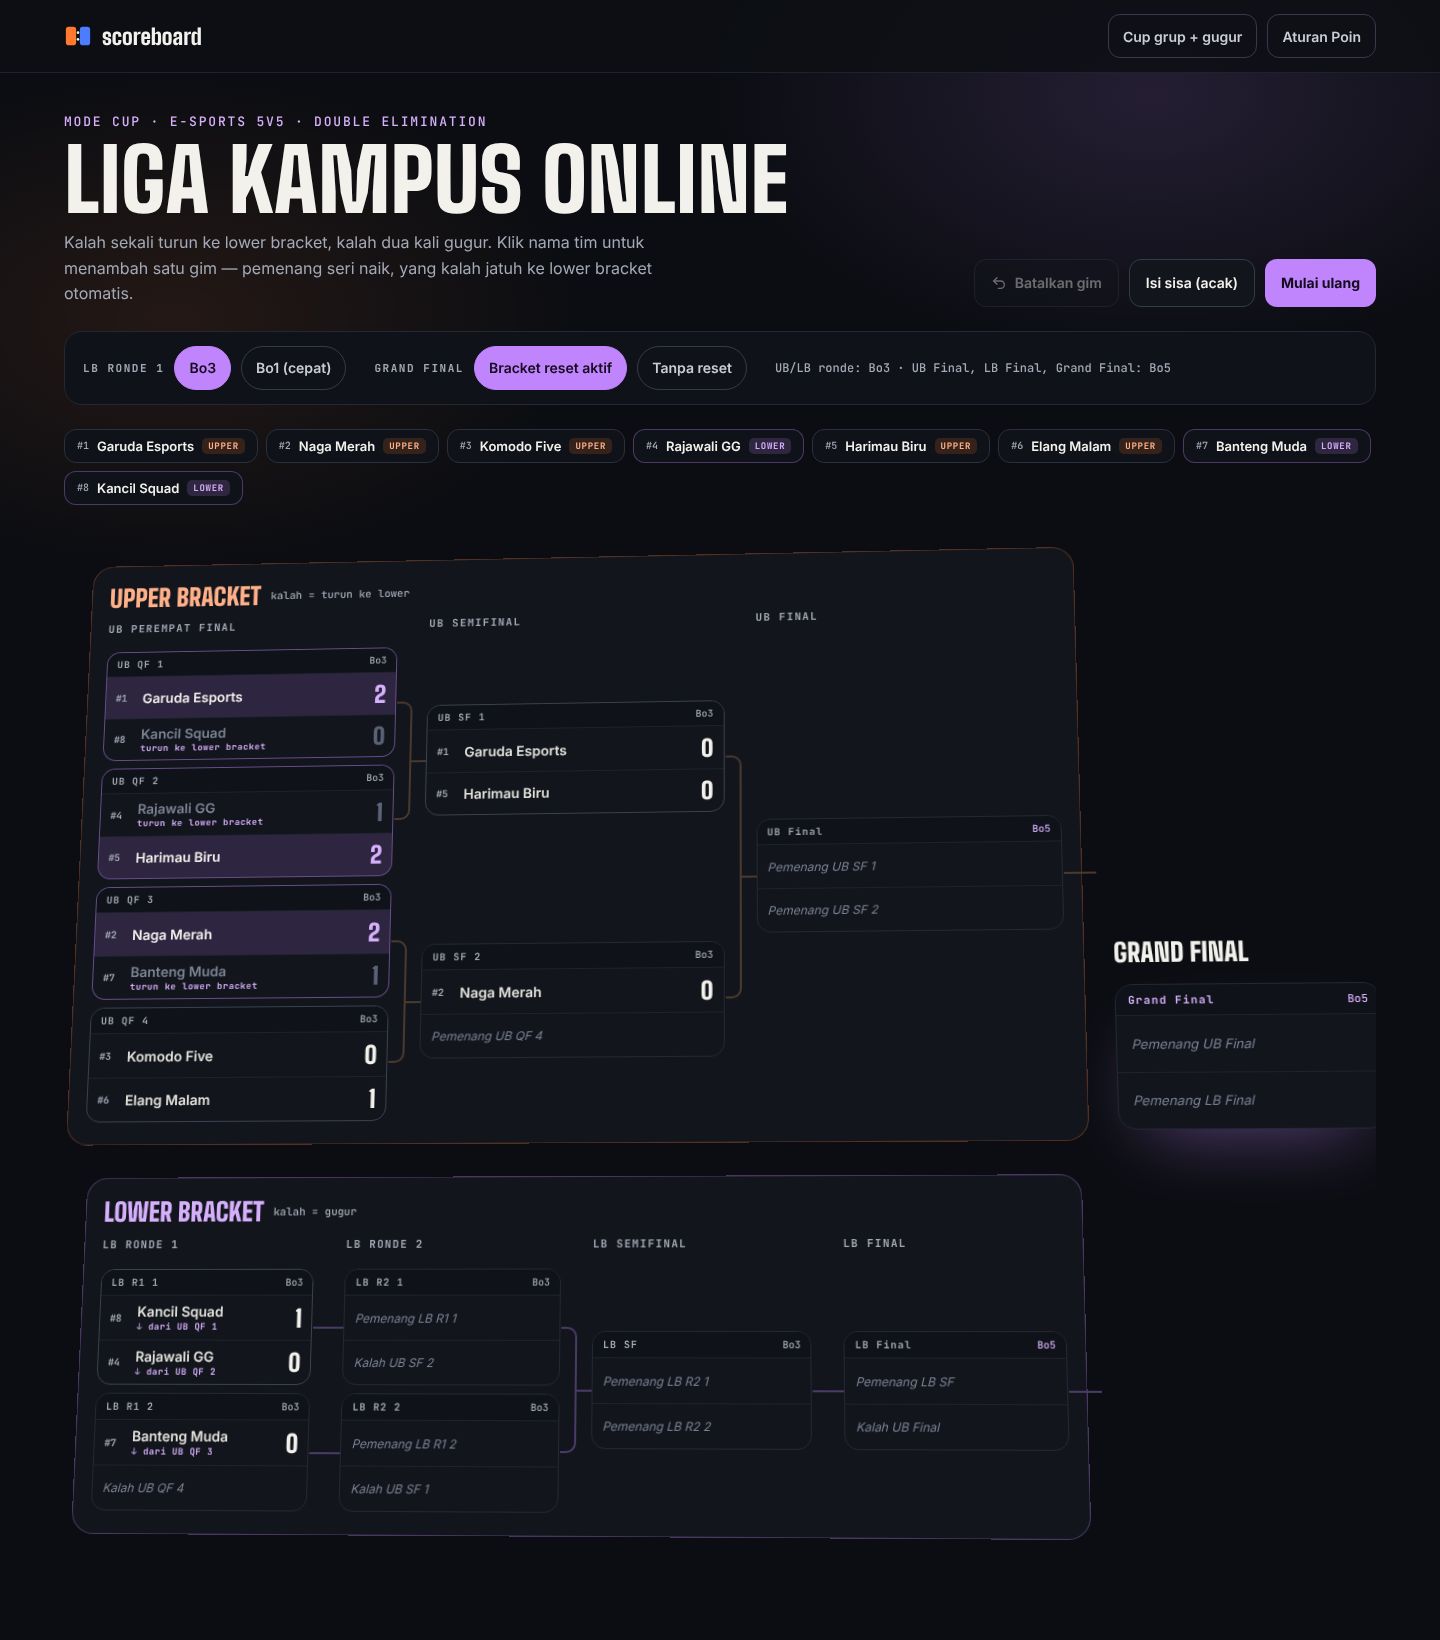 scoreboard
Cup grup + gugur
Aturan Poin
MODE CUP · E-SPORTS 5V5 · DOUBLE ELIMINATION
LIGA KAMPUS ONLINE
Kalah sekali turun ke lower bracket, kalah dua kali gugur. Klik nama tim untuk
menambah satu gim — pemenang seri naik, yang kalah jatuh ke lower bracket
otomatis.
Batalkan gim
Isi sisa (acak)
Mulai ulang
LB RONDE 1
Bo3
Bo1 (cepat)
GRAND FINAL
Bracket reset aktif
Tanpa reset
UB/LB ronde: Bo3 · UB Final, LB Final, Grand Final: Bo5
#1 Garuda Esports UPPER
#2 Naga Merah UPPER
#3 Komodo Five UPPER
#4 Rajawali GG LOWER
#5 Harimau Biru UPPER
#6 Elang Malam UPPER
#7 Banteng Muda LOWER
#8 Kancil Squad LOWER
UPPER BRACKET kalah = turun ke lower
UB PEREMPAT FINAL
UB QF 1 Bo3
#1 Garuda Esports 2
#8 Kancil Squad 0
turun ke lower bracket
UB QF 2 Bo3
#4 Rajawali GG 1
turun ke lower bracket
#5 Harimau Biru 2
UB QF 3 Bo3
#2 Naga Merah 2
#7 Banteng Muda 1
turun ke lower bracket
UB QF 4 Bo3
#3 Komodo Five 0
#6 Elang Malam 1
UB SEMIFINAL
UB SF 1 Bo3
#1 Garuda Esports 0
#5 Harimau Biru 0
UB SF 2 Bo3
#2 Naga Merah 0
Pemenang UB QF 4
UB FINAL
UB Final Bo5
Pemenang UB SF 1
Pemenang UB SF 2
GRAND FINAL
Grand Final Bo5
Pemenang UB Final
Pemenang LB Final
LOWER BRACKET kalah = gugur
LB RONDE 1
LB R1 1 Bo3
#8 Kancil Squad 1
↓ dari UB QF 1
#4 Rajawali GG 0
↓ dari UB QF 2
LB R1 2 Bo3
#7 Banteng Muda 0
↓ dari UB QF 3
Kalah UB QF 4
LB RONDE 2
LB R2 1 Bo3
Pemenang LB R1 1
Kalah UB SF 2
LB R2 2 Bo3
Pemenang LB R1 2
Kalah UB SF 1
LB SEMIFINAL
LB SF Bo3
Pemenang LB R2 1
Pemenang LB R2 2
LB FINAL
LB Final Bo5
Pemenang LB SF
Kalah UB Final